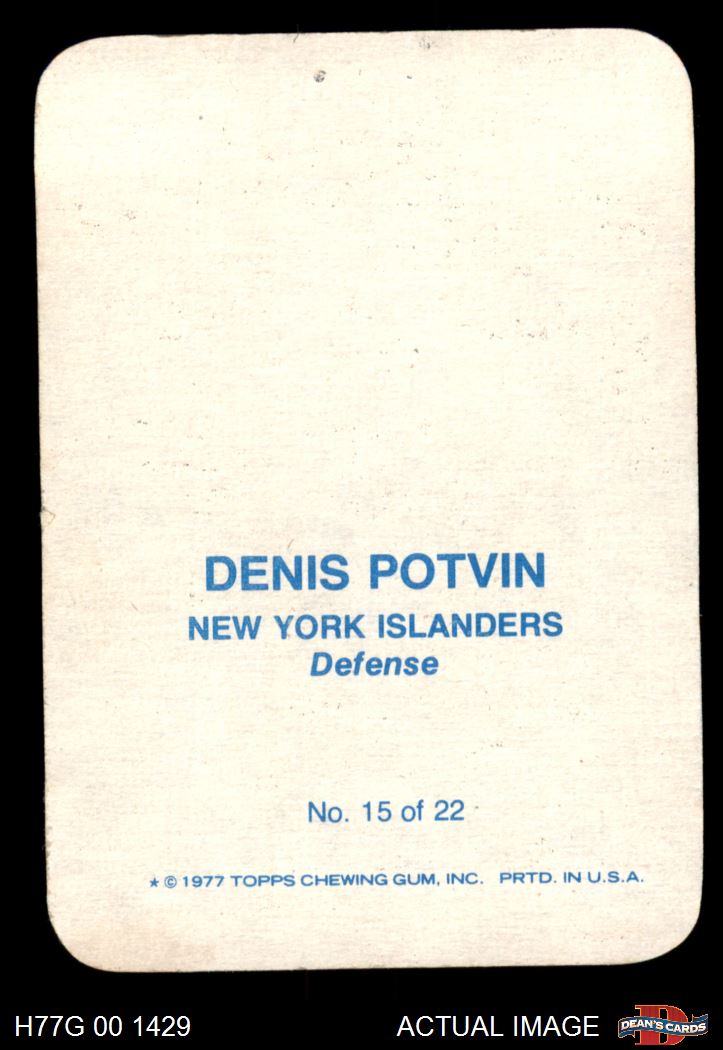 DENIS POTVIN
NEW YORK ISLANDERS
Defense
No. 15 of 22
★ © 1977 TOPPS CHEWING GUM, INC. PRTD. IN U.S.A.
H77G 00 1429 ACTUAL IMAGE D
DEAN'S CARDS